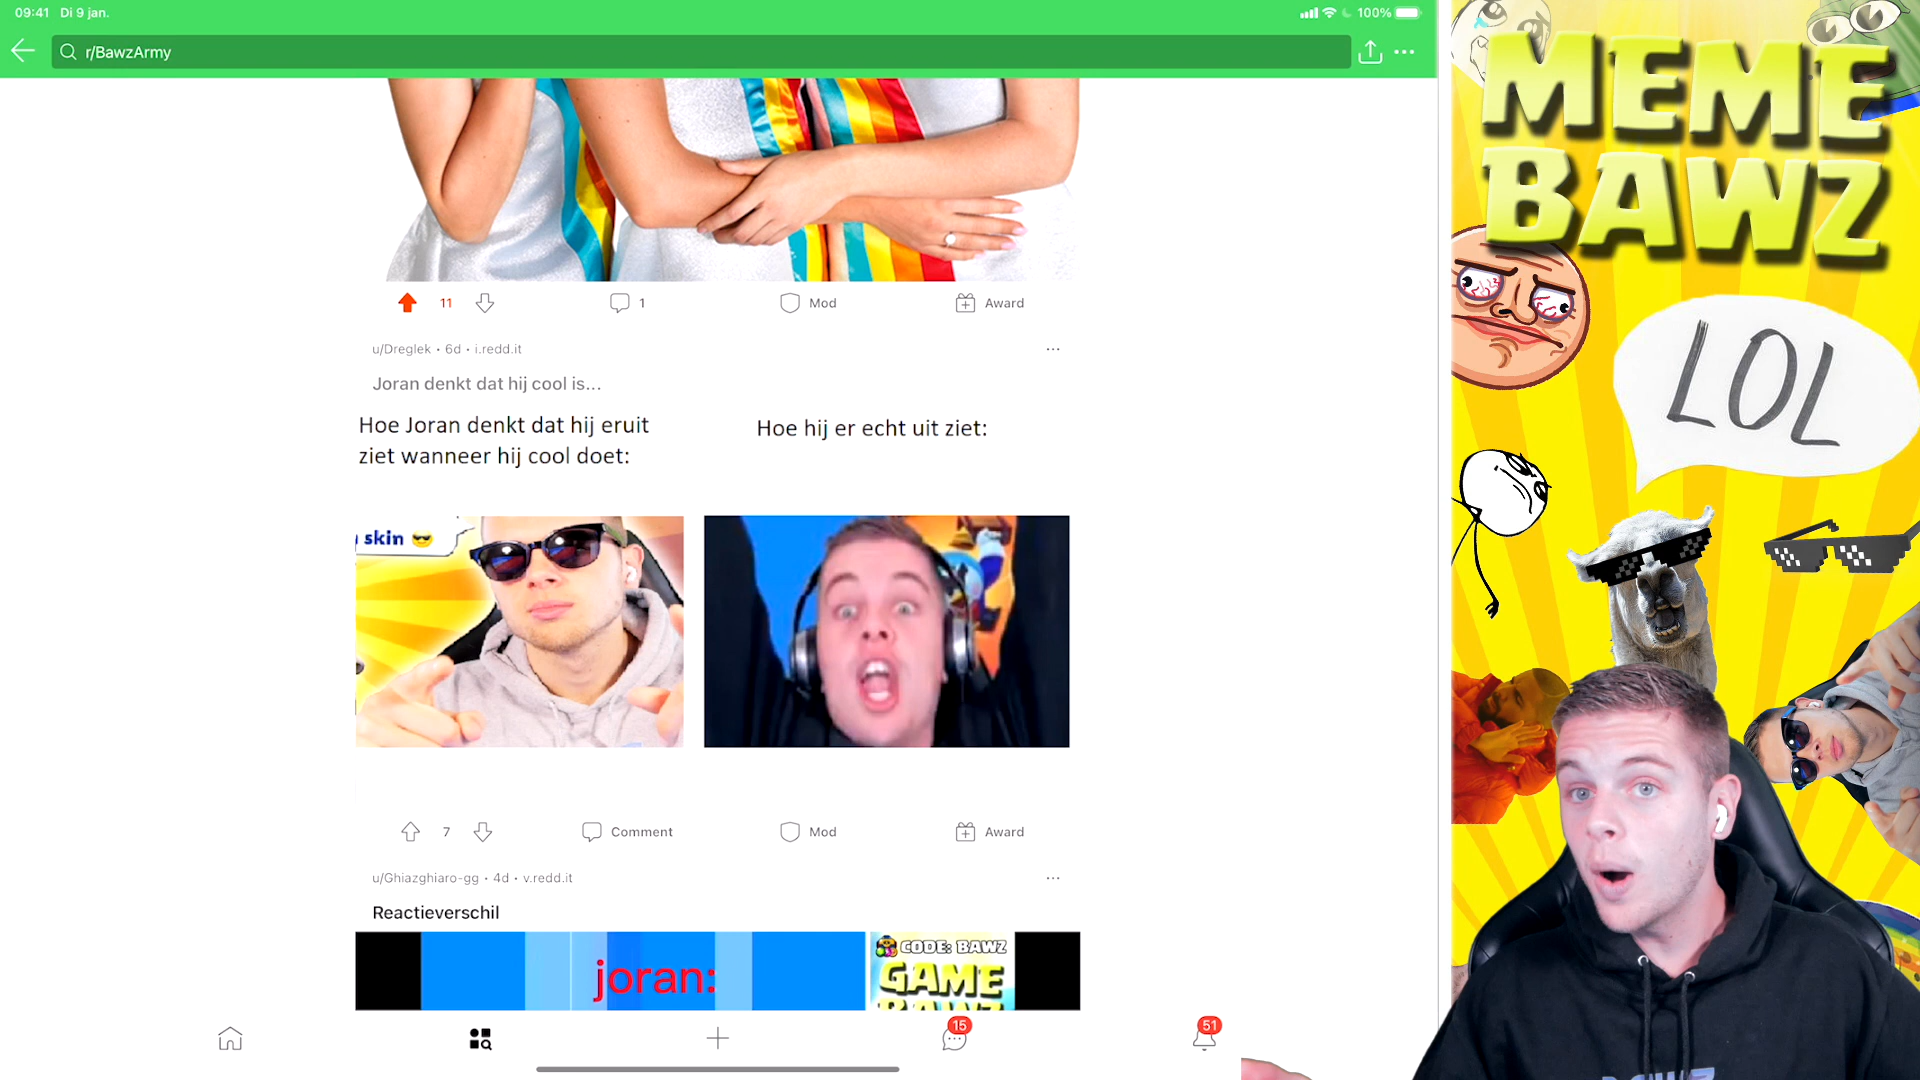 09:41 Di 9 jan.
100%
r/BawzArmy
11
1
Mod
Award
u/Dreglek • 6d • i.redd.it
Joran denkt dat hij cool is...
Hoe Joran denkt dat hij eruit
ziet wanneer hij cool doet:
Hoe hij er echt uit ziet:
skin
7
Comment
Mod
Award
u/Ghiazghiaro-gg • 4d • v.redd.it
Reactieverschil
joran:
CODE: BAWZ
GAME
BAWZ
15
51
MEME
BAWZ
LOL